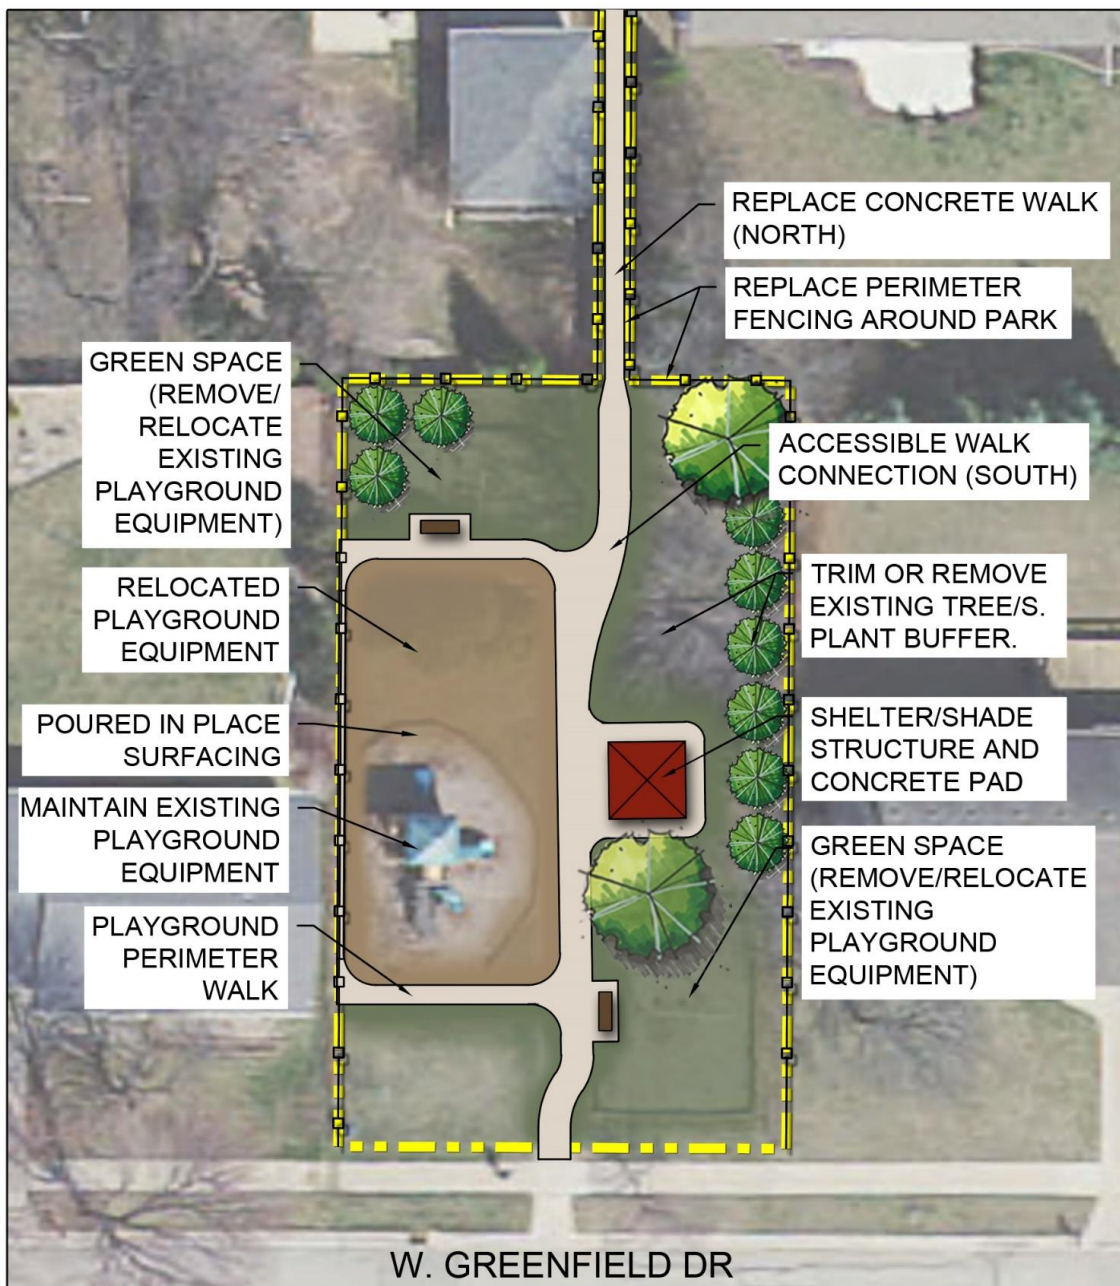 REPLACE CONCRETE WALK
(NORTH)
REPLACE PERIMETER
FENCING AROUND PARK
GREEN SPACE
(REMOVE/
RELOCATE
EXISTING
PLAYGROUND
EQUIPMENT)
ACCESSIBLE WALK
CONNECTION (SOUTH)
RELOCATED
PLAYGROUND
EQUIPMENT
TRIM OR REMOVE
EXISTING TREE/S.
PLANT BUFFER.
POURED IN PLACE
SURFACING
SHELTER/SHADE
STRUCTURE AND
CONCRETE PAD
MAINTAIN EXISTING
PLAYGROUND
EQUIPMENT
GREEN SPACE
(REMOVE/RELOCATE
EXISTING
PLAYGROUND
EQUIPMENT)
PLAYGROUND
PERIMETER
WALK
W. GREENFIELD DR